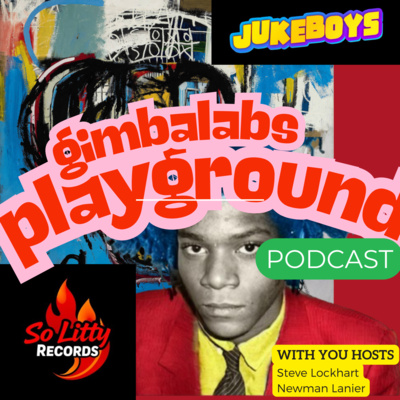 JUKEBOYS
gimbalabs
playground
PODCAST
So Litty
RECORDS
WITH YOU HOSTS
Steve Lockhart
Newman Lanier